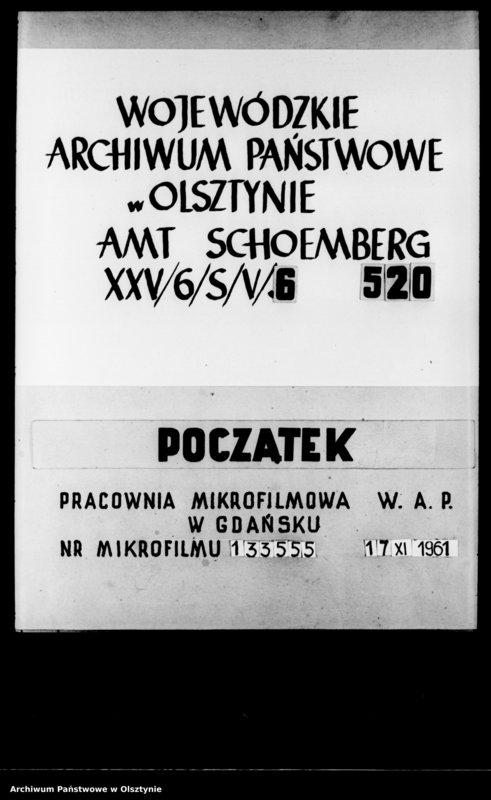 WOJEWÓDZKIE
ARCHIWUM PAŃSTWOWE
w OLSZTYNIE
AMT SCHOEMBERG
XXV/6/S/V/.6 520
POCZĄTEK
PRACOWNIA MIKROFILMOWA W. A. P.
W GDAŃSKU
NR MIKROFILMU 133555 17 XI 1961
Archiwum Państwowe w Olsztynie